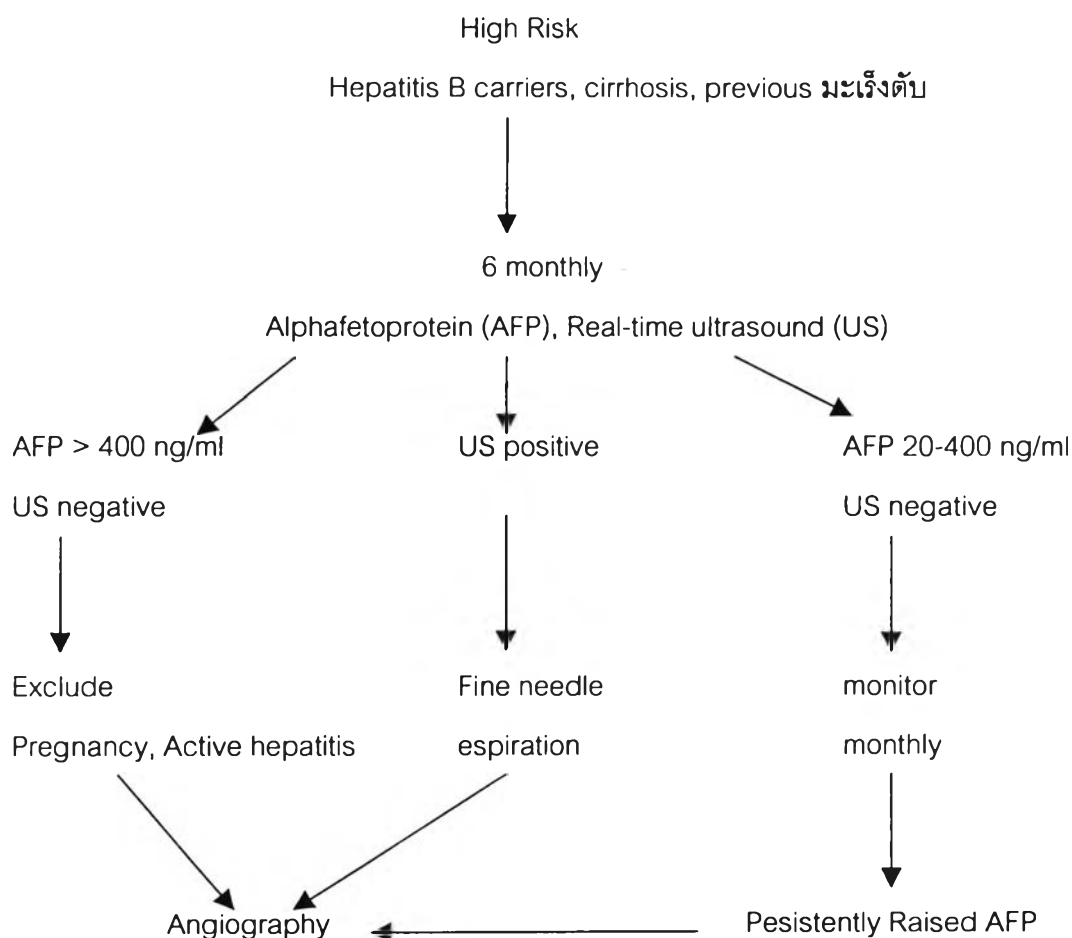 High Risk
Hepatitis B carriers, cirrhosis, previous มะเร็งตับ
6 monthly
Alphafetoprotein (AFP), Real-time ultrasound (US)
AFP > 400 ng/ml
US negative
US positive
AFP 20-400 ng/ml
US negative
Exclude
Pregnancy, Active hepatitis
Fine needle
espiration
monitor
monthly
Angiography
Pesistently Raised AFP